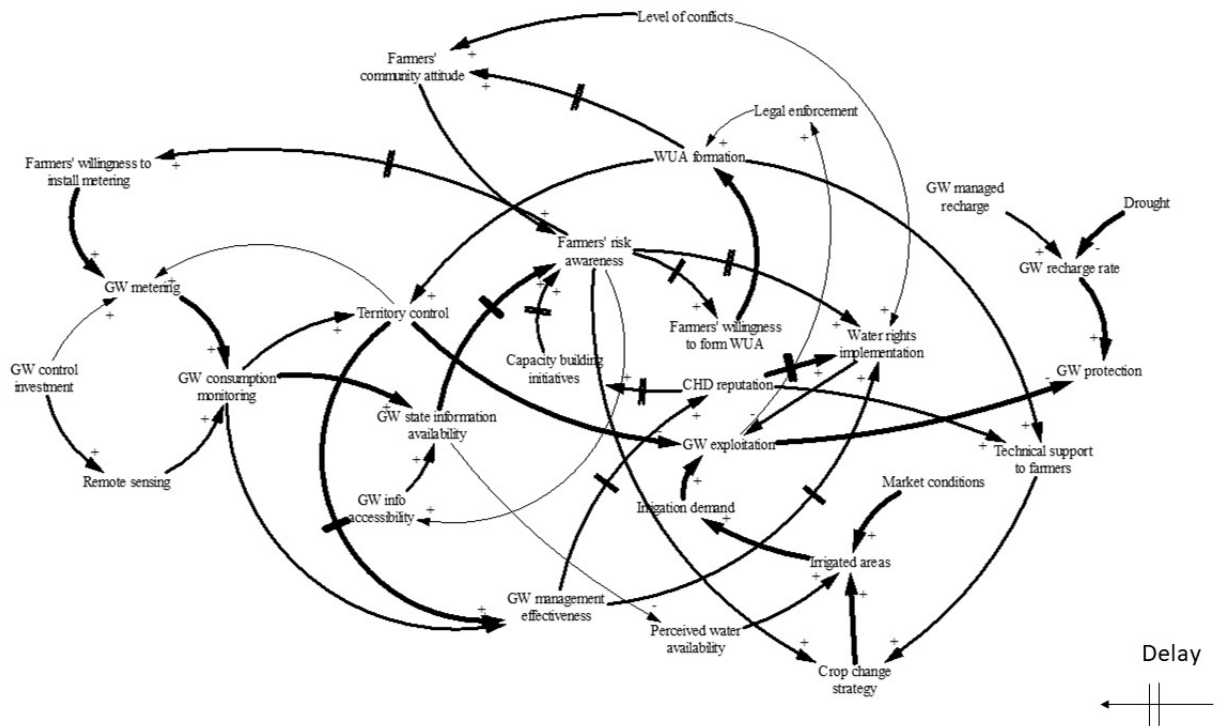 Level of conflicts
Farmers'
community attitude
Legal enforcement
WUA formation
Farmers' willingness to
install metering
GW managed
recharge
Drought
Farmers' risk
awareness
GW recharge rate
GW metering
Territory control
Farmers' willingness
to form WUA
Water rights
implementation
Capacity building
initiatives
GW control
investment
GW consumption
monitoring
CHD reputation
GW protection
GW state information
availability
GW exploitation
Technical support
to farmers
Remote sensing
Market conditions
GW info
accessibility
Irrigation demand
Irrigated areas
GW management
effectiveness
Perceived water
availability
Crop change
strategy
Delay